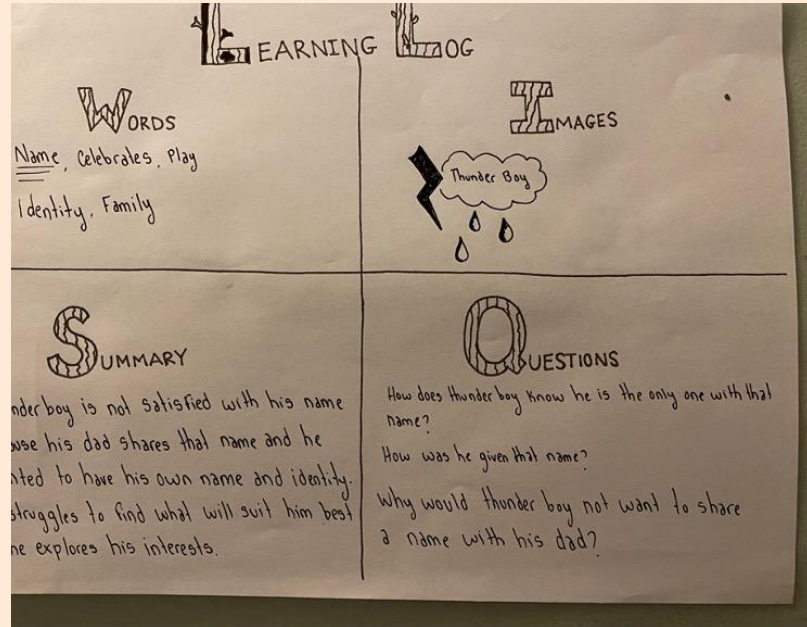 LEARNING LOG
WORDS
Name, Celebrates, Play
Identity, Family
IMAGES
Thunder Boy
SUMMARY
nder boy is not satisfied with his name
use his dad shares that name and he
nted to have his own name and identity.
struggles to find what will suit him best
he explores his interests.
QUESTIONS
How does thunder boy know he is the only one with that
name?
How was he given that name?
Why would thunder boy not want to share
a name with his dad?